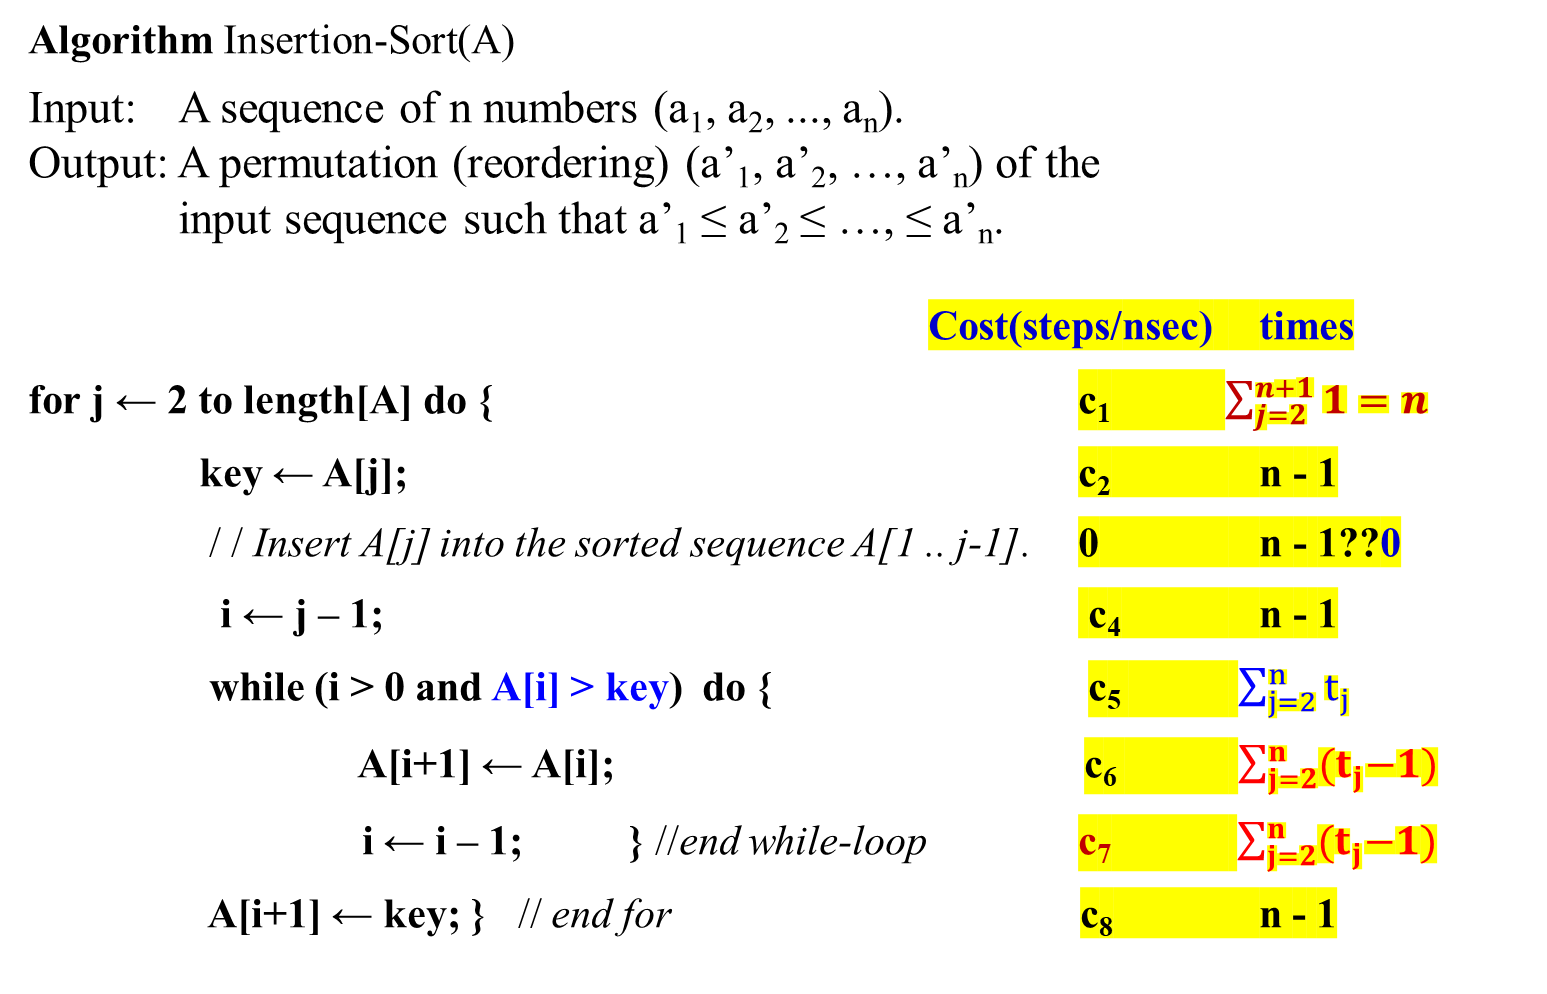 Algorithm Insertion-Sort(A)
Input: A sequence of n numbers (a₁, a₂, ..., aₙ).
Output: A permutation (reordering) (a’₁, a’₂, …, a’ₙ) of the
input sequence such that a’₁ ≤ a’₂ ≤ …, ≤ a’ₙ.
Cost(steps/nsec) times
for j ← 2 to length[A] do { c₁ ∑ⁿ⁺¹ⱼ₌₂ 1 = n
key ← A[j]; c₂ n - 1
// Insert A[j] into the sorted sequence A[1 .. j-1]. 0 n - 1??0
i ← j – 1; c₄ n - 1
while (i > 0 and A[i] > key) do { c₅ ∑ⁿⱼ₌₂ tⱼ
A[i+1] ← A[i]; c₆ ∑ⁿⱼ₌₂(tⱼ−1)
i ← i – 1; } //end while-loop c₇ ∑ⁿⱼ₌₂(tⱼ−1)
A[i+1] ← key; } // end for c₈ n - 1